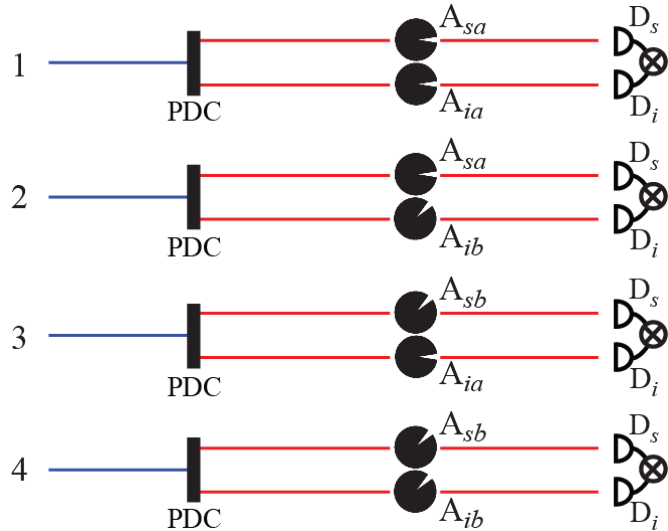 A_sa D_s
1
PDC A_ia D_i
A_sa D_s
2
PDC A_ib D_i
A_sb D_s
3
PDC A_ia D_i
A_sb D_s
4
PDC A_ib D_i